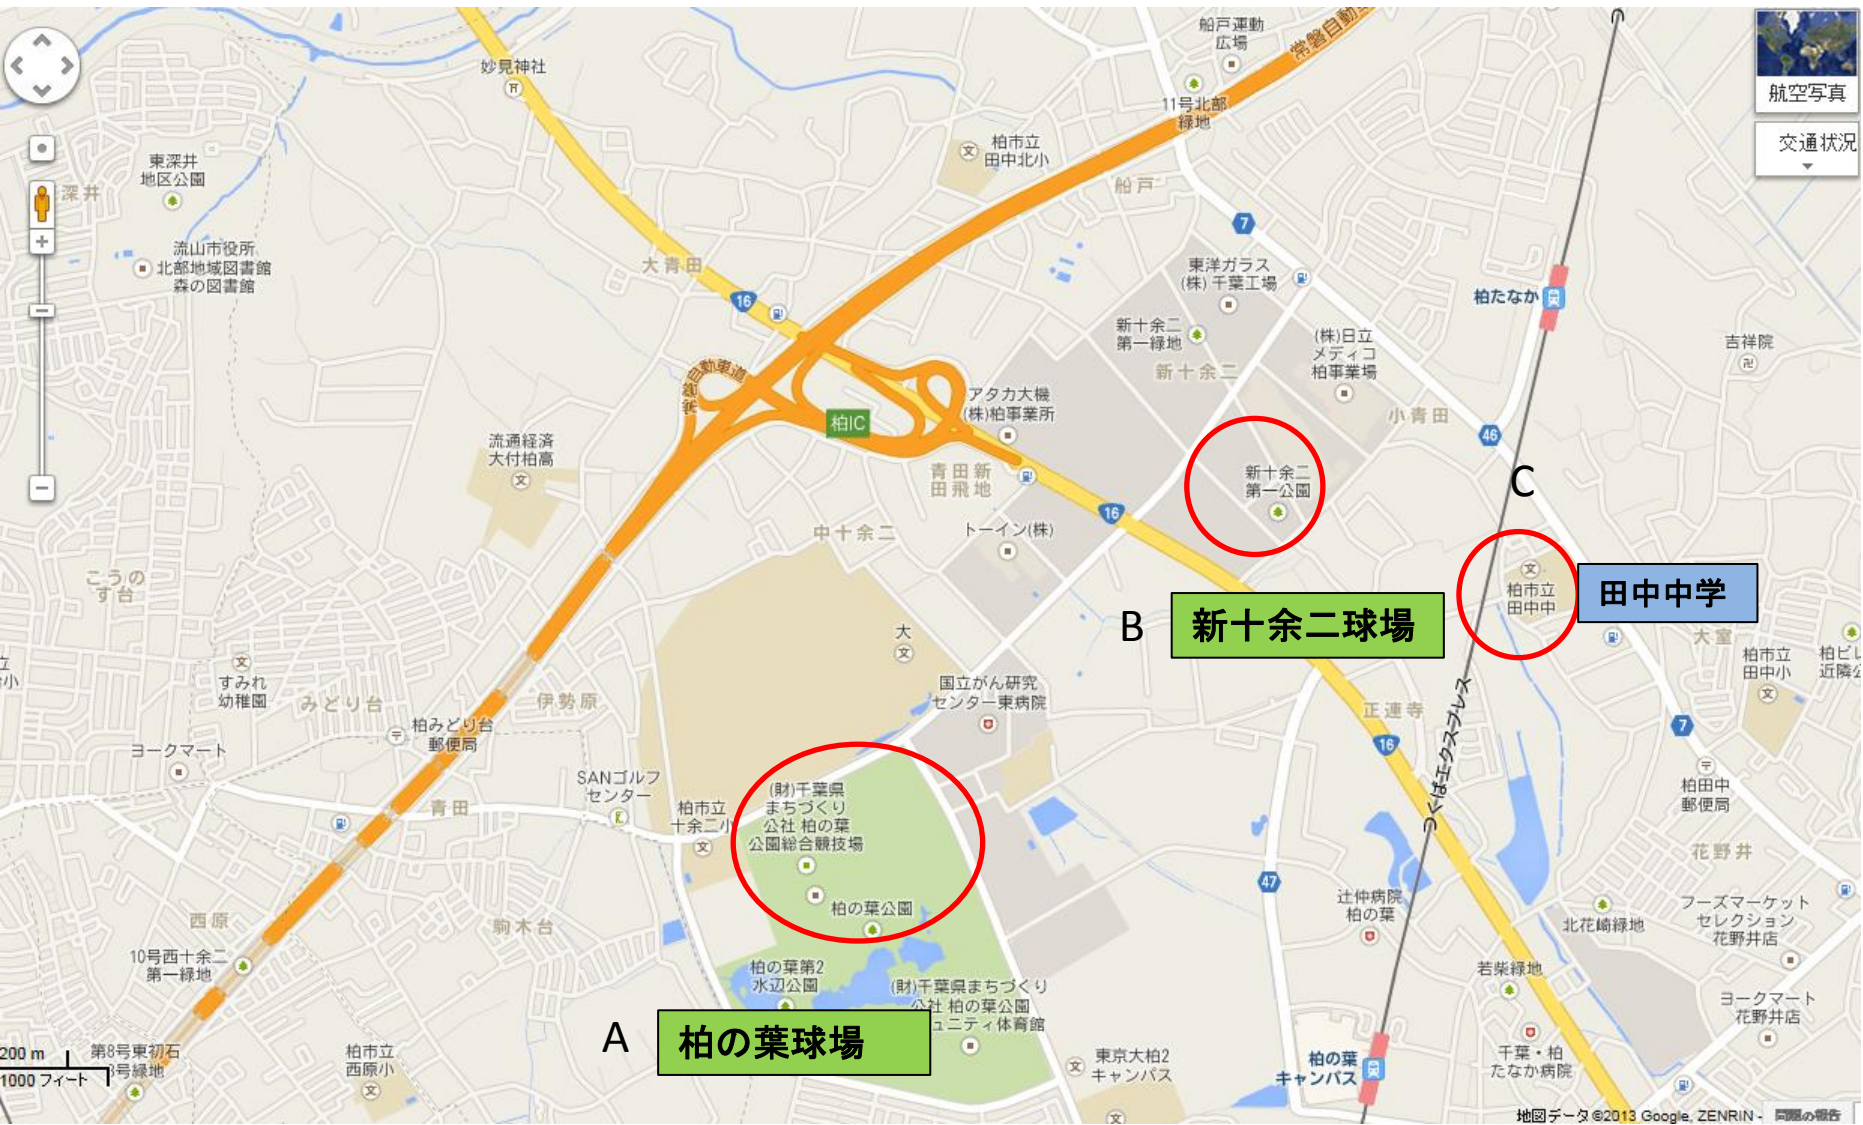 船戸運動
広場
常磐自動
航空写真
交通状況
妙見神社
11号北部
緑地
柏市立
田中北小
船戸
東深井
地区公園
深井
流山市役所
北部地域図書館
森の図書館
大青田
16
7
東洋ガラス
(株)千葉工場
柏たなか
新十余二
第一緑地
(株)日立
メディコ
柏事業場
吉祥院
新十余二
自動車道
アタカ大機
(株)柏事業所
柏IC
小青田
46
流通経済
大付柏高
青田新
田飛地
新十余二
第一公園
C
16
中十余二
トーイン(株)
こうの
す台
柏市立
田中中
田中中学
B
新十余二球場
大
大室
柏市立
田中小
柏ビレ
近隣公
すみれ
幼稚園
みどり台
伊勢原
国立がん研究
センター東病院
正連寺
つくばエクスプレス
16
7
柏みどり台
郵便局
ヨークマート
SANゴルフ
センター
柏市立
十余二小
(財)千葉県
まちづくり
公社 柏の葉
公園総合競技場
柏田中
郵便局
青田
花野井
47
辻仲病院
柏の葉
柏の葉公園
西原
駒木台
北花崎緑地
フーズマーケット
セレクション
花野井店
10号西十余二
第一緑地
柏の葉第2
水辺公園
(財)千葉県まちづくり
公社 柏の葉公園
ュニティ体育館
若柴緑地
ヨークマート
花野井店
A
柏の葉球場
200 m
1000 フィート
第8号東初石
3号緑地
柏市立
西原小
東京大柏2
キャンパス
柏の葉
キャンパス
千葉・柏
たなか病院
地図データ ©2013 Google, ZENRIN -
問題の報告